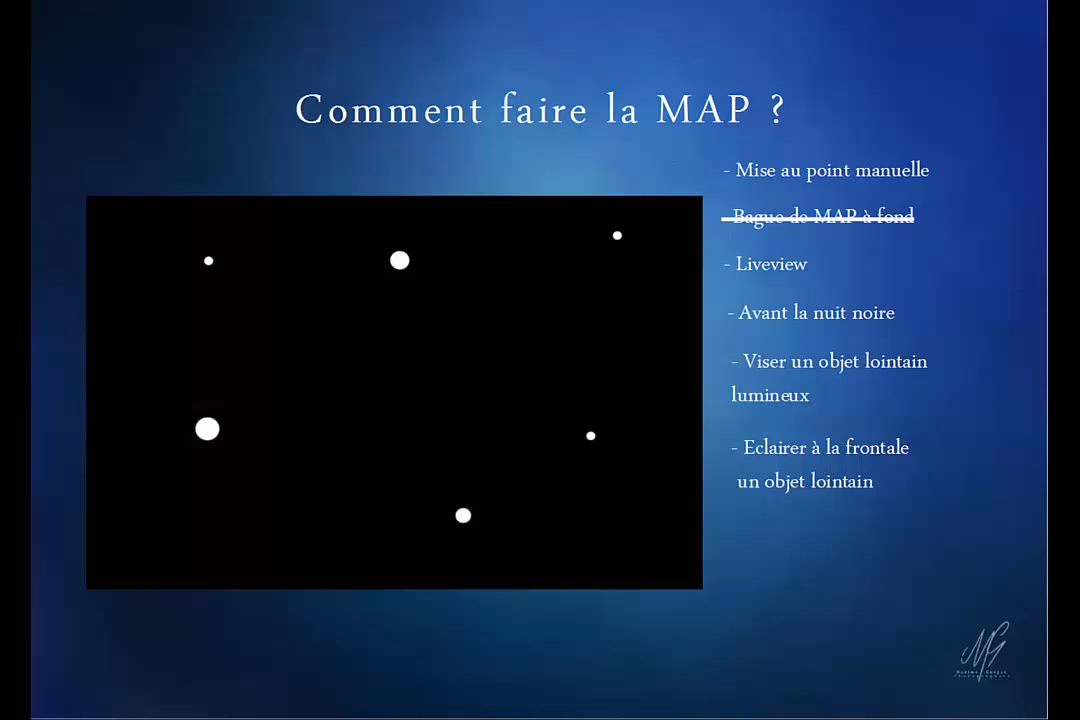 Comment faire la MAP ?
- Mise au point manuelle
- Bague de MAP à fond
- Liveview
- Avant la nuit noire
- Viser un objet lointain
lumineux
- Eclairer à la frontale
un objet lointain
MG